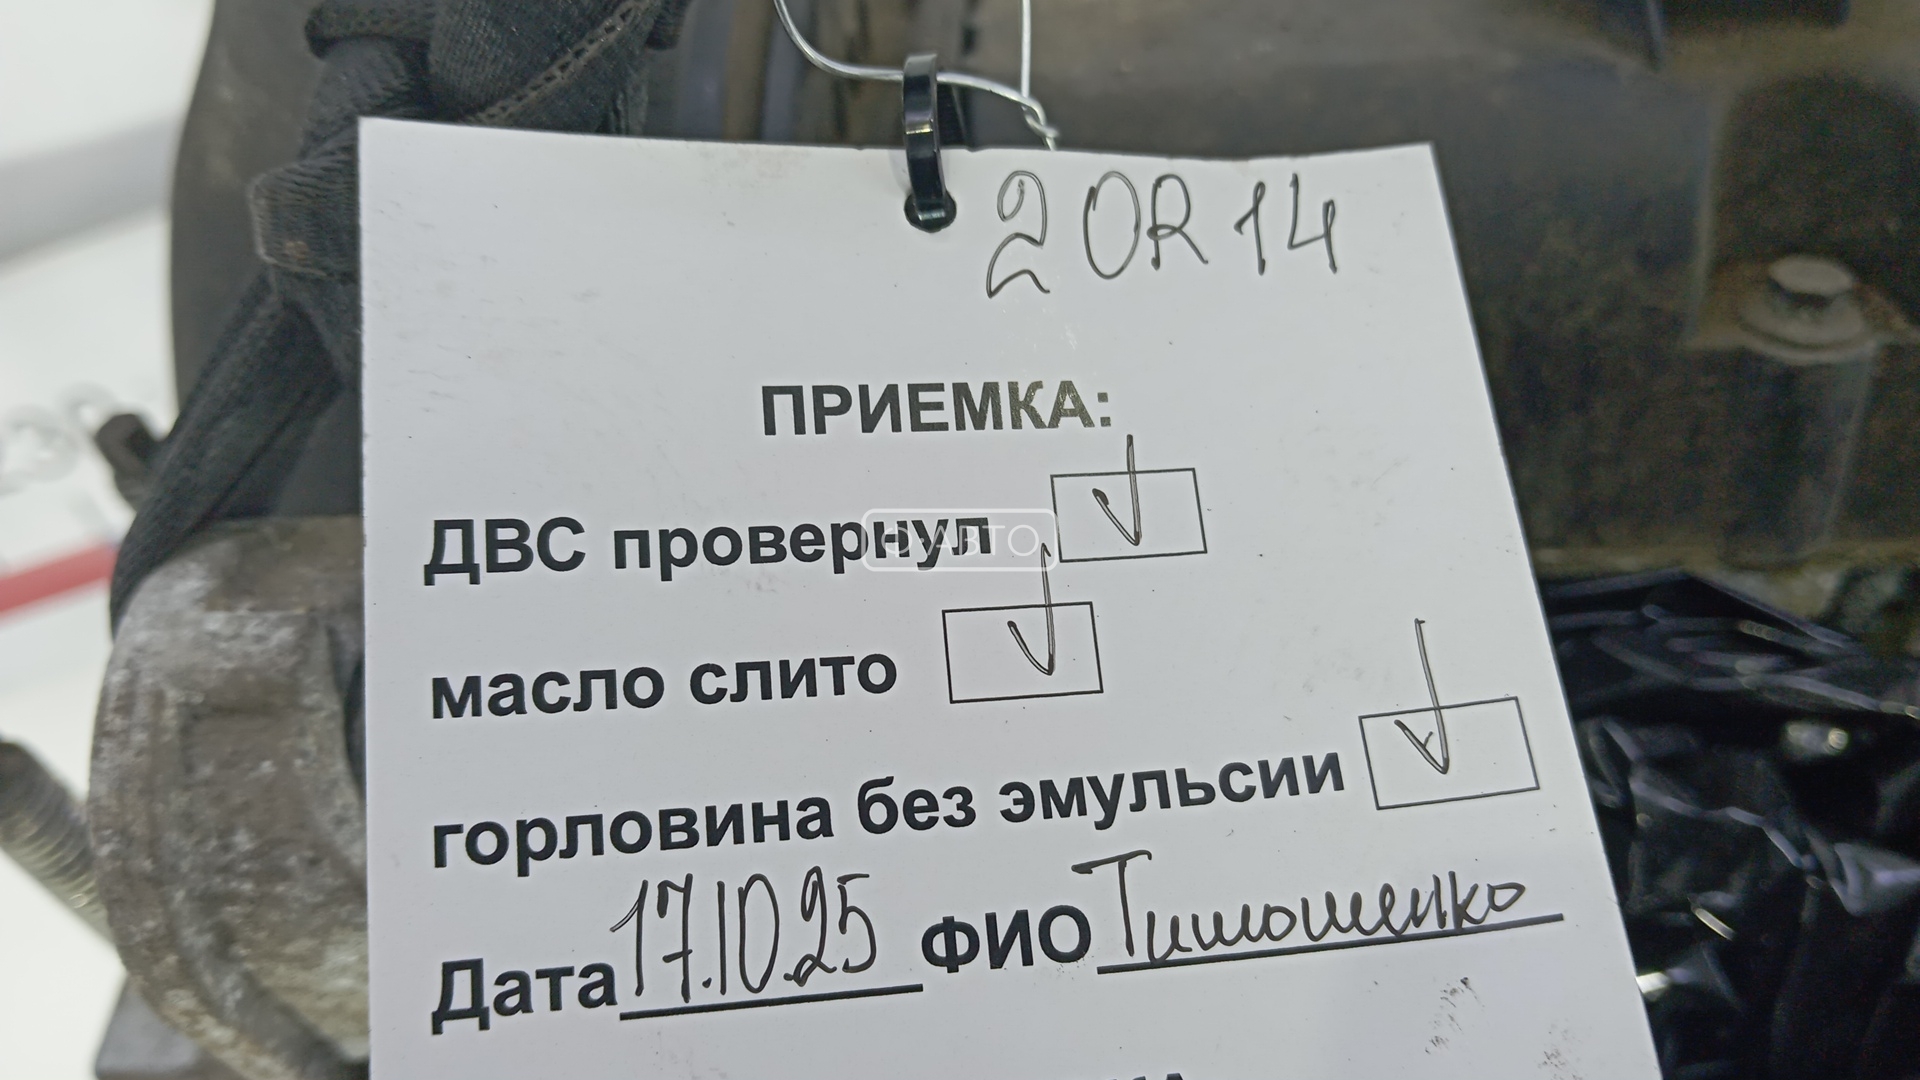 2OR14
ПРИЕМКА:
ДВС провернул
масло слито
горловина без эмульсии
Дата 17.10.25 ФИО Тимошенко